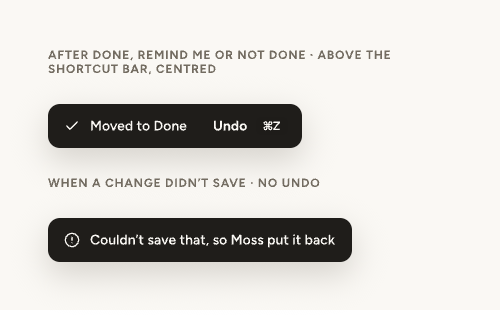 AFTER DONE, REMIND ME OR NOT DONE · ABOVE THE
SHORTCUT BAR, CENTRED
Moved to Done Undo ⌘Z
WHEN A CHANGE DIDN’T SAVE · NO UNDO
Couldn’t save that, so Moss put it back